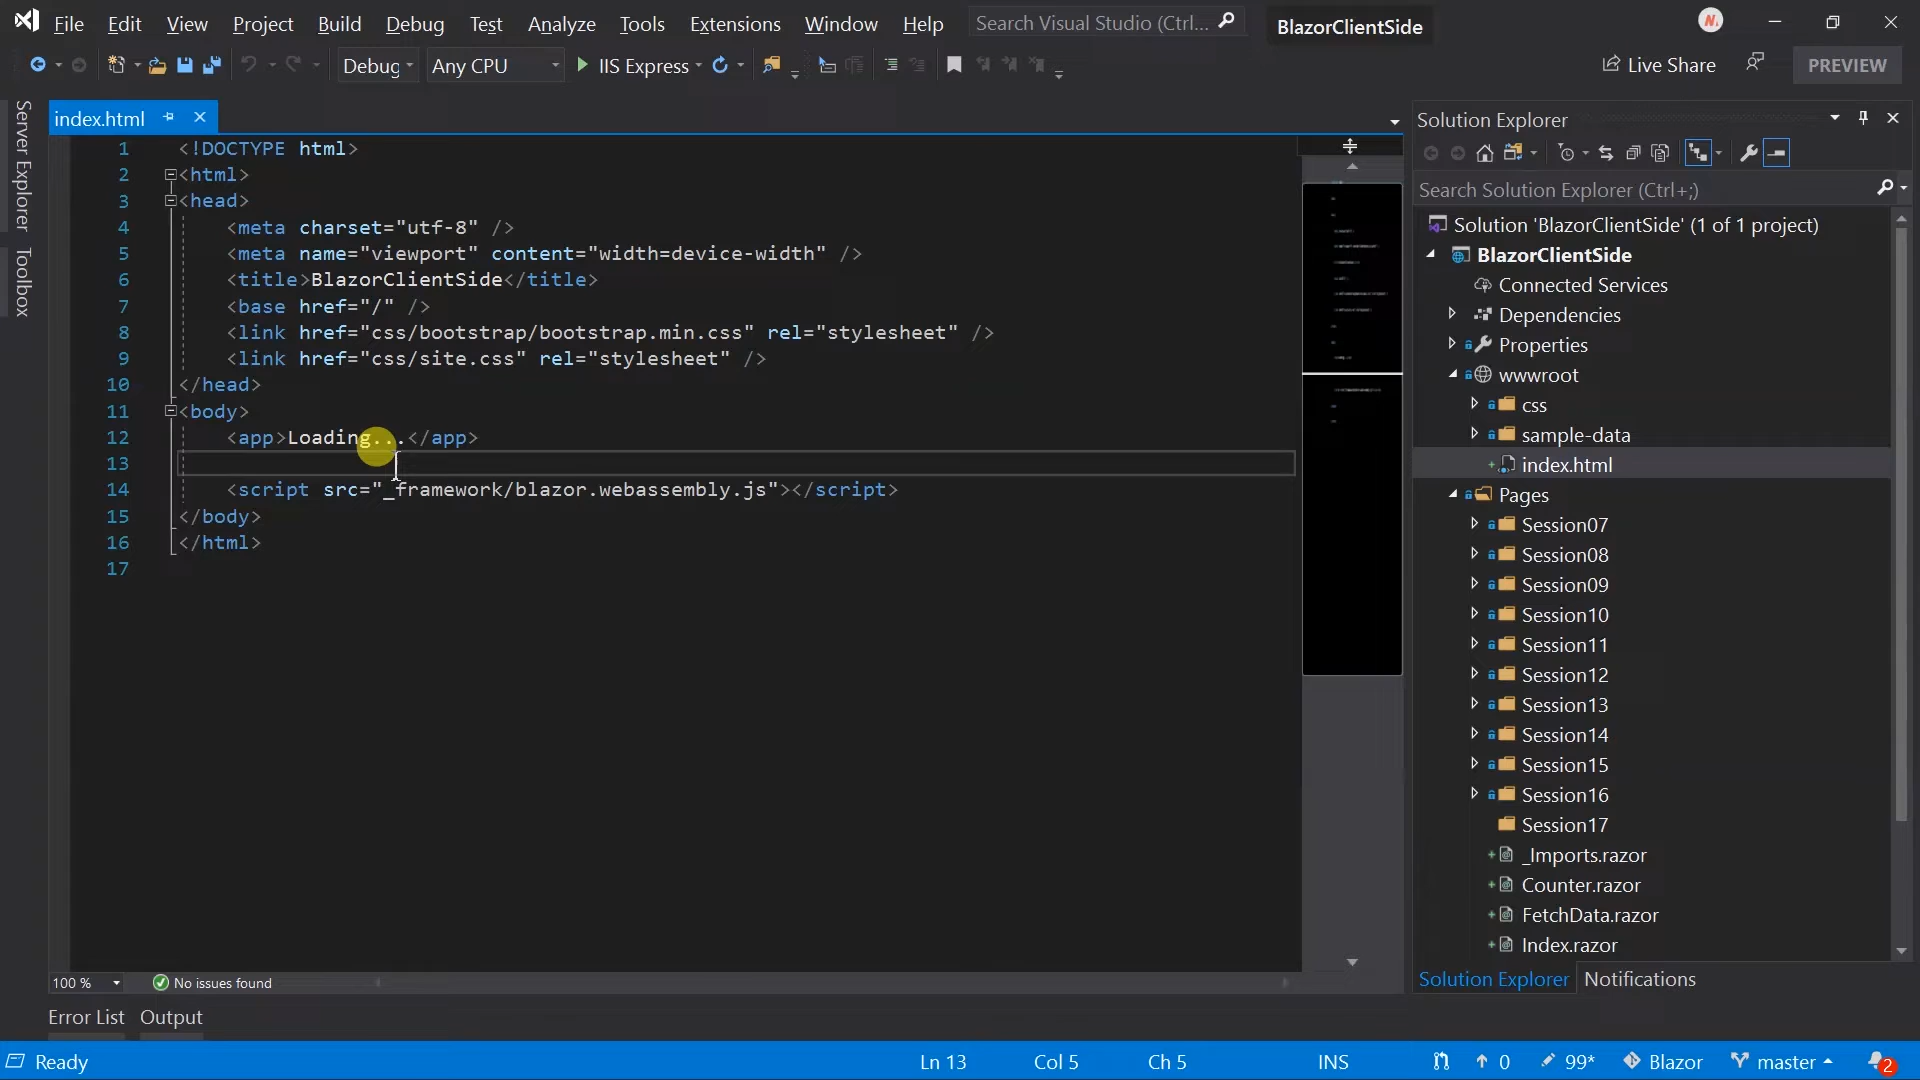 File Edit View Project Build Debug Test Analyze Tools Extensions Window Help Search Visual Studio (Ctrl... BlazorClientSide
Debug Any CPU IIS Express Live Share PREVIEW
Server Explorer
Toolbox
index.html
1 <!DOCTYPE html>
2 <html>
3 <head>
4 <meta charset="utf-8" />
5 <meta name="viewport" content="width=device-width" />
6 <title>BlazorClientSide</title>
7 <base href="/" />
8 <link href="css/bootstrap/bootstrap.min.css" rel="stylesheet" />
9 <link href="css/site.css" rel="stylesheet" />
10 </head>
11 <body>
12 <app>Loading...</app>
13
14 <script src="_framework/blazor.webassembly.js"></script>
15 </body>
16 </html>
17
100 % No issues found
Solution Explorer
Search Solution Explorer (Ctrl+;)
Solution 'BlazorClientSide' (1 of 1 project)
BlazorClientSide
Connected Services
Dependencies
Properties
wwwroot
css
sample-data
index.html
Pages
Session07
Session08
Session09
Session10
Session11
Session12
Session13
Session14
Session15
Session16
Session17
_Imports.razor
Counter.razor
FetchData.razor
Index.razor
Solution Explorer Notifications
Error List Output
Ready Ln 13 Col 5 Ch 5 INS 0 99* Blazor master 2